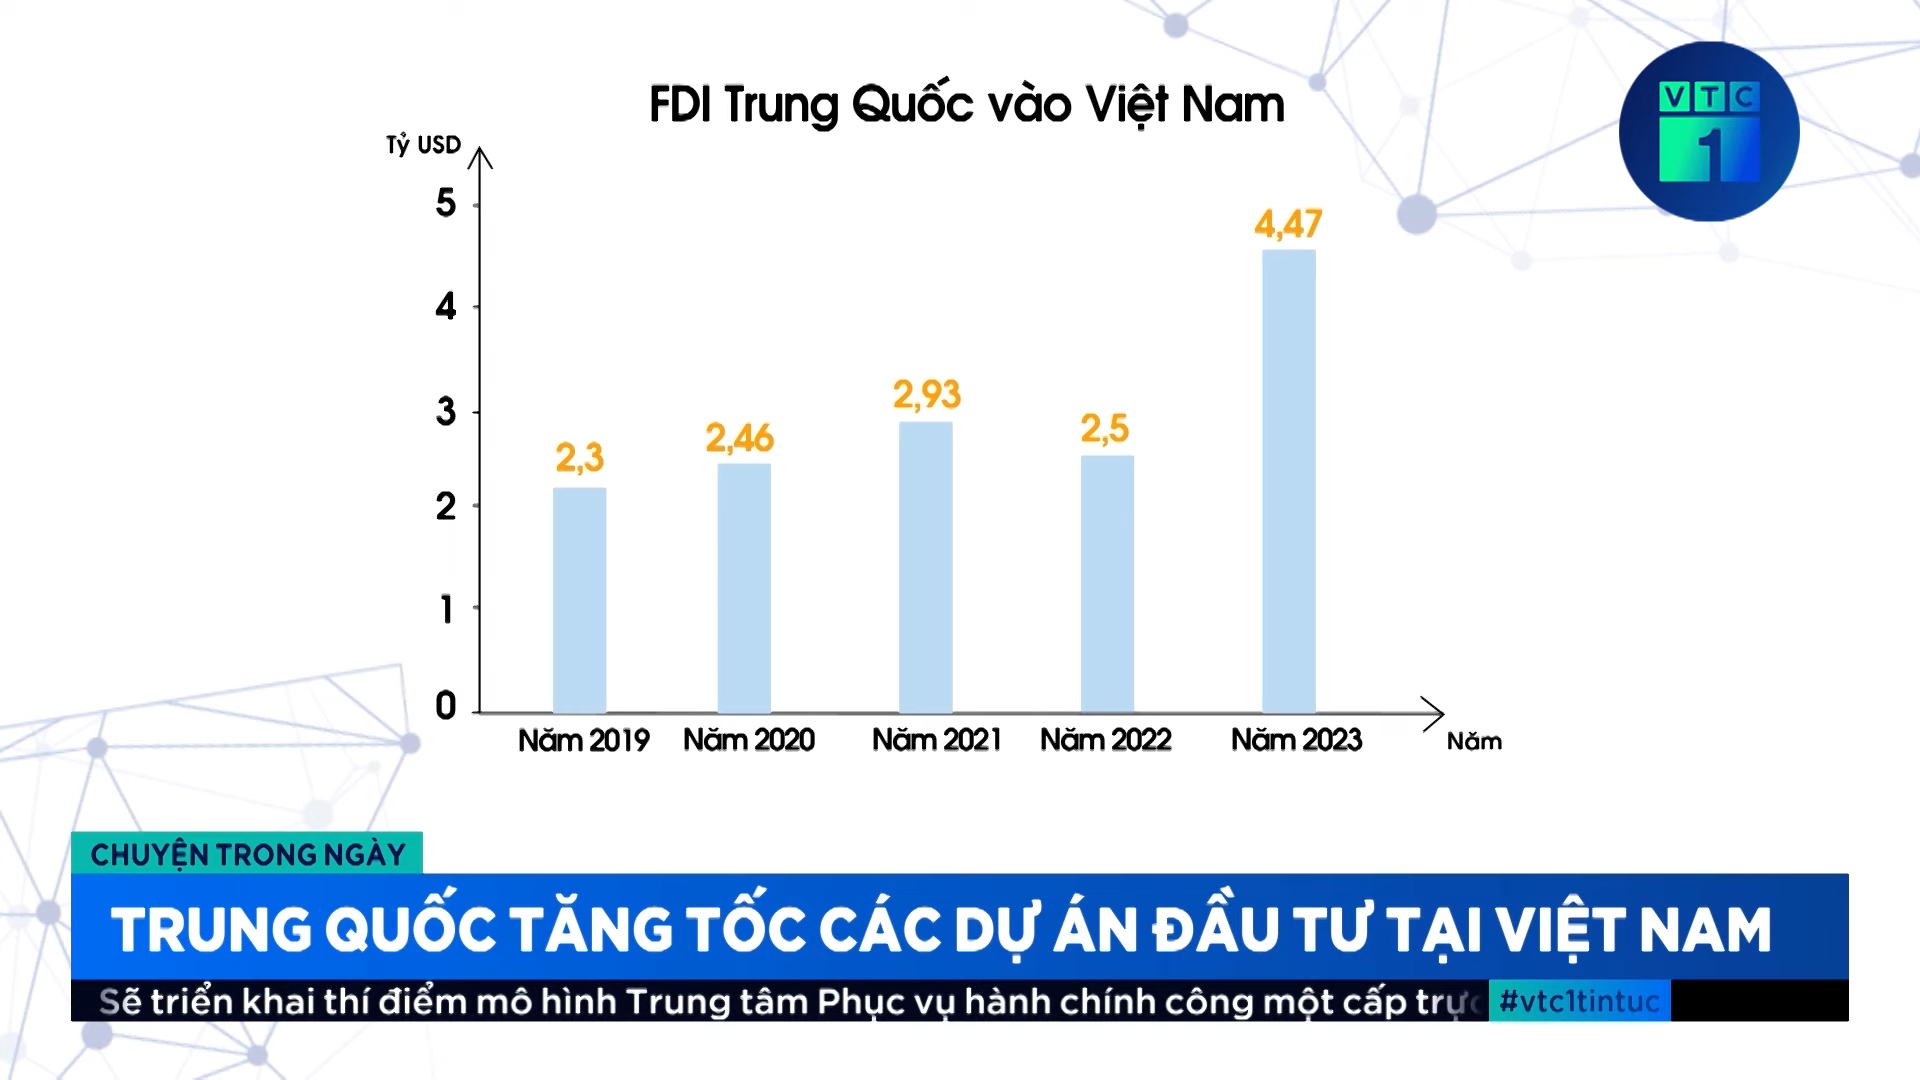 FDI Trung Quốc vào Việt Nam
VTC
1
Tỷ USD
5
4
3
2
1
0
2,3
2,46
2,93
2,5
4,47
Năm 2019
Năm 2020
Năm 2021
Năm 2022
Năm 2023
Năm
CHUYỆN TRONG NGÀY
TRUNG QUỐC TĂNG TỐC CÁC DỰ ÁN ĐẦU TƯ TẠI VIỆT NAM
Sẽ triển khai thí điểm mô hình Trung tâm Phục vụ hành chính công một cấp #vtc1tintuc